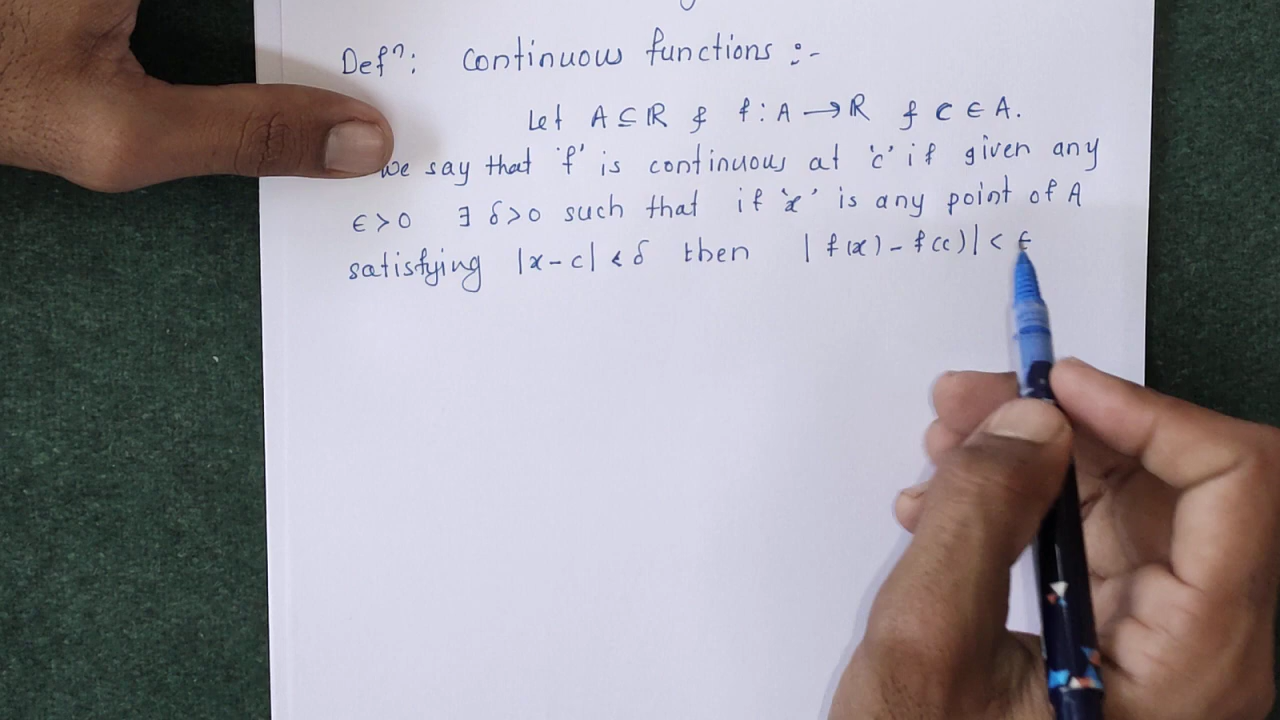 Defⁿ: Continuous functions :-
Let A ⊆ ℝ & f : A → ℝ & c ∈ A.
We say that 'f' is continuous at 'c' if given any
ϵ > 0 ∃ δ > 0 such that if 'x' is any point of A
satisfying |x - c| < δ then | f(x) - f(c)| < ϵ